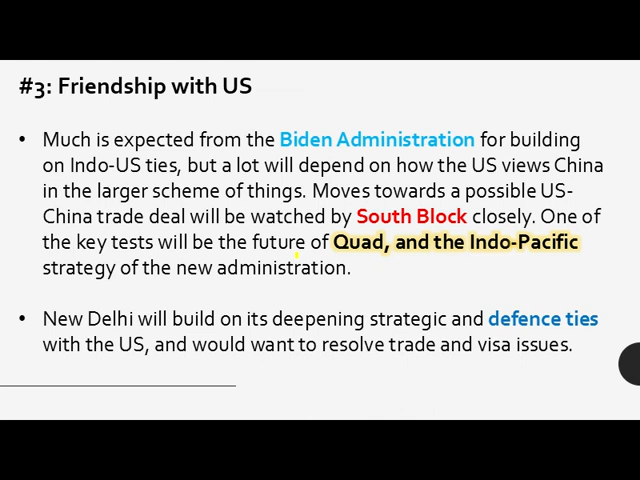 #3: Friendship with US
• Much is expected from the Biden Administration for building
on Indo-US ties, but a lot will depend on how the US views China
in the larger scheme of things. Moves towards a possible US-
China trade deal will be watched by South Block closely. One of
the key tests will be the future of Quad, and the Indo-Pacific
strategy of the new administration.
• New Delhi will build on its deepening strategic and defence ties
with the US, and would want to resolve trade and visa issues.